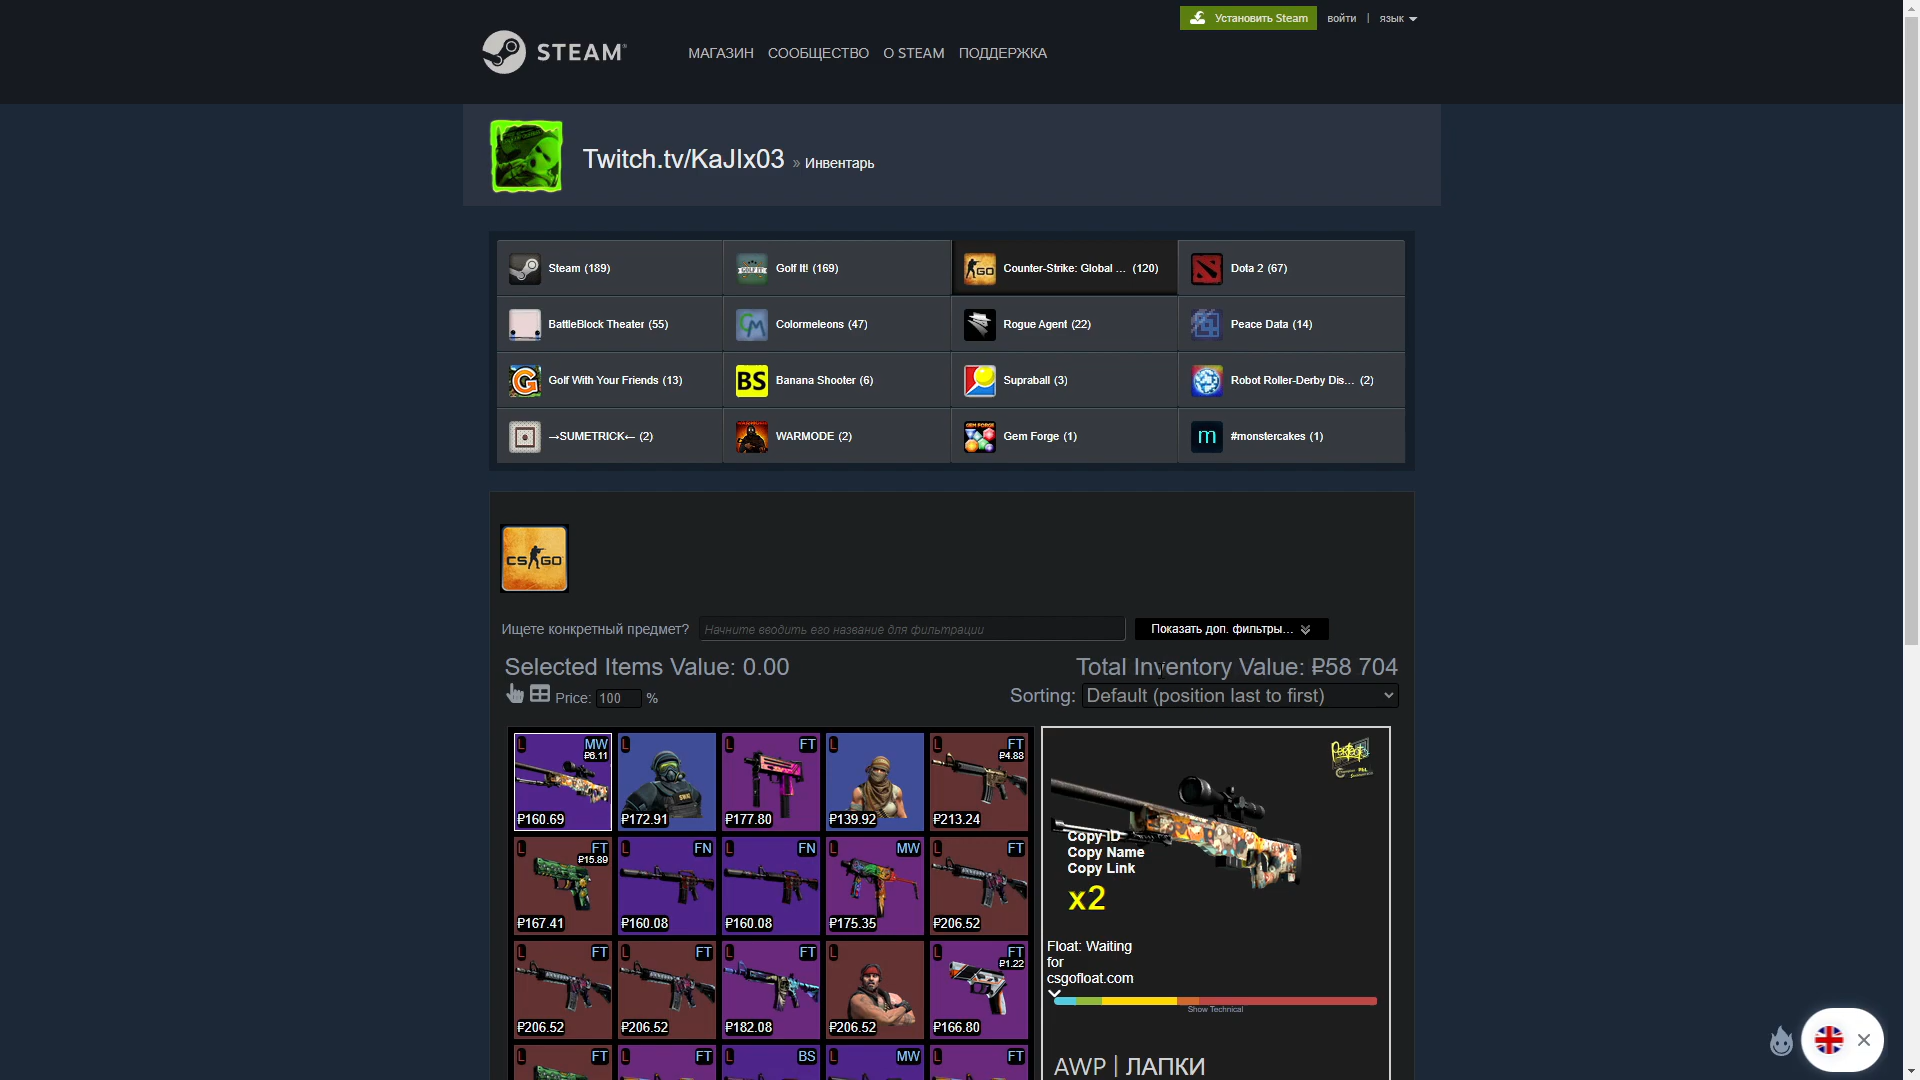 Установить Steam
войти | язык
STEAM
МАГАЗИН СООБЩЕСТВО О STEAM ПОДДЕРЖКА
Twitch.tv/KaJIx03 » Инвентарь
Steam (189)
Golf It! (169)
Counter-Strike: Global ... (120)
Dota 2 (67)
BattleBlock Theater (55)
Colormeleons (47)
Rogue Agent (22)
Peace Data (14)
Golf With Your Friends (13)
BS Banana Shooter (6)
Supraball (3)
Robot Roller-Derby Dis... (2)
→SUMETRICK← (2)
WARMODE (2)
Gem Forge (1)
m #monstercakes (1)
CS GO
Ищете конкретный предмет? Начните вводить его название для фильтрации Показать доп. фильтры...
Selected Items Value: 0.00 Total Inventory Value: ₽58 704
Price: 100 % Sorting: Default (position last to first)
L MW ₽6.11 ₽160.69
L ₽172.91
L FT ₽177.80
L ₽139.92
L FT ₽4.88 ₽213.24
L FT ₽15.89 ₽167.41
L FN ₽160.08
L FN ₽160.08
L MW ₽175.35
L FT ₽206.52
L FT ₽206.52
L FT ₽206.52
L FT ₽182.08
L ₽206.52
L FT ₽1.22 ₽166.80
L FT
L FT
L BS
L MW
L FT
Copy ID
Copy Name
Copy Link
x2
Float: Waiting
for
csgofloat.com
Show Technical
AWP | ЛАПКИ